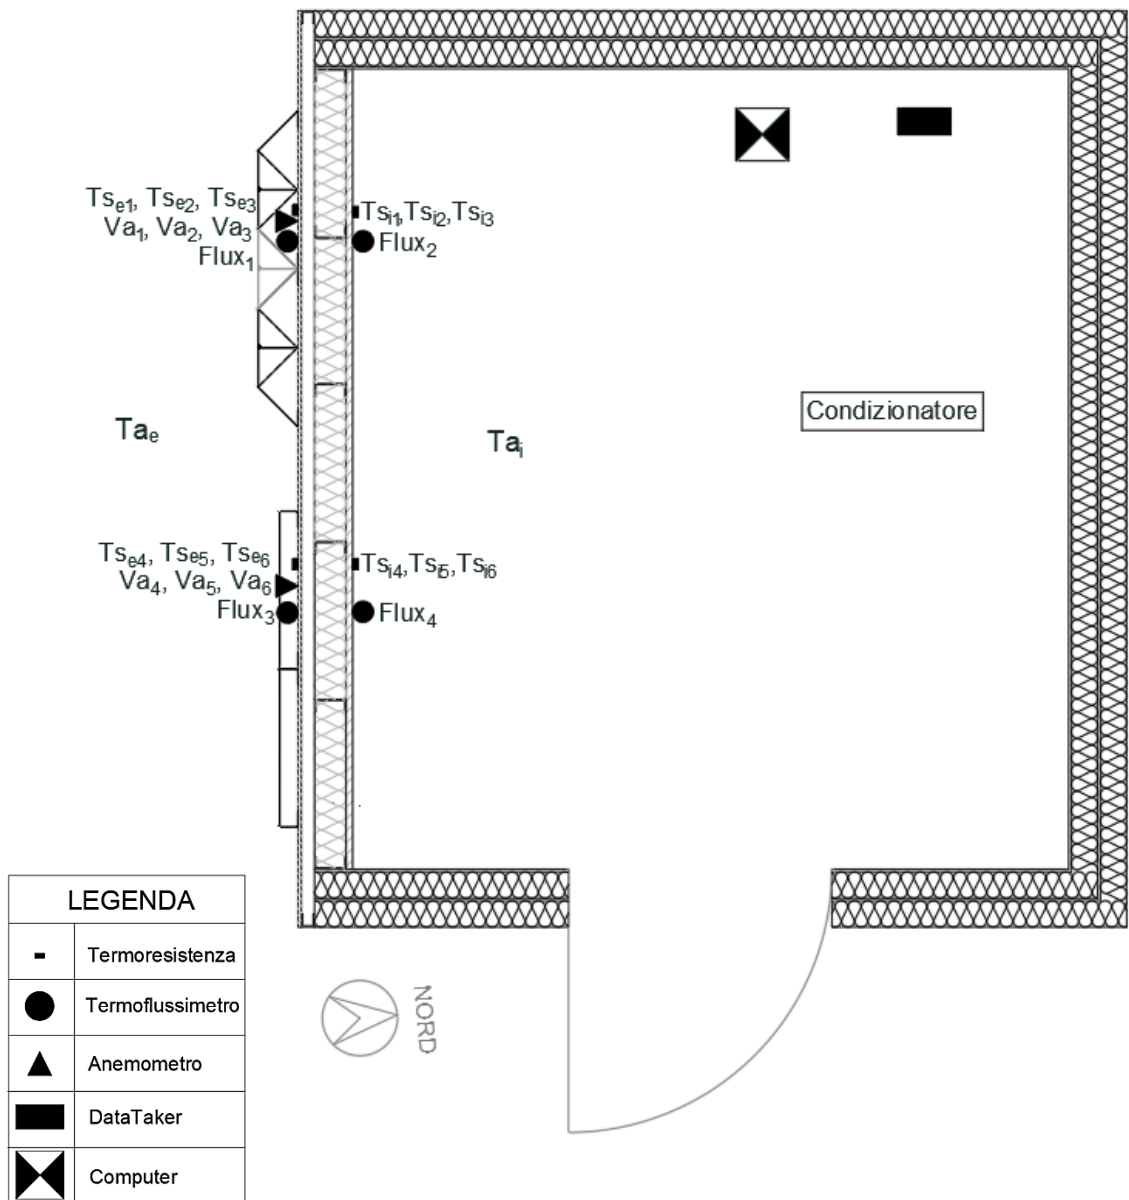 Tse1, Tse2, Tse3
Va1, Va2, Va3
Flux1
Tsi1,Tsi2,Tsi3
Flux2
Condizionatore
Tae
Tai
Tse4, Tse5, Tse6
Va4, Va5, Va6
Flux3
Tsi4,Tsi5,Tsi6
Flux4
LEGENDA
Termoresistenza
Termoflussimetro
Anemometro
DataTaker
Computer
NORD